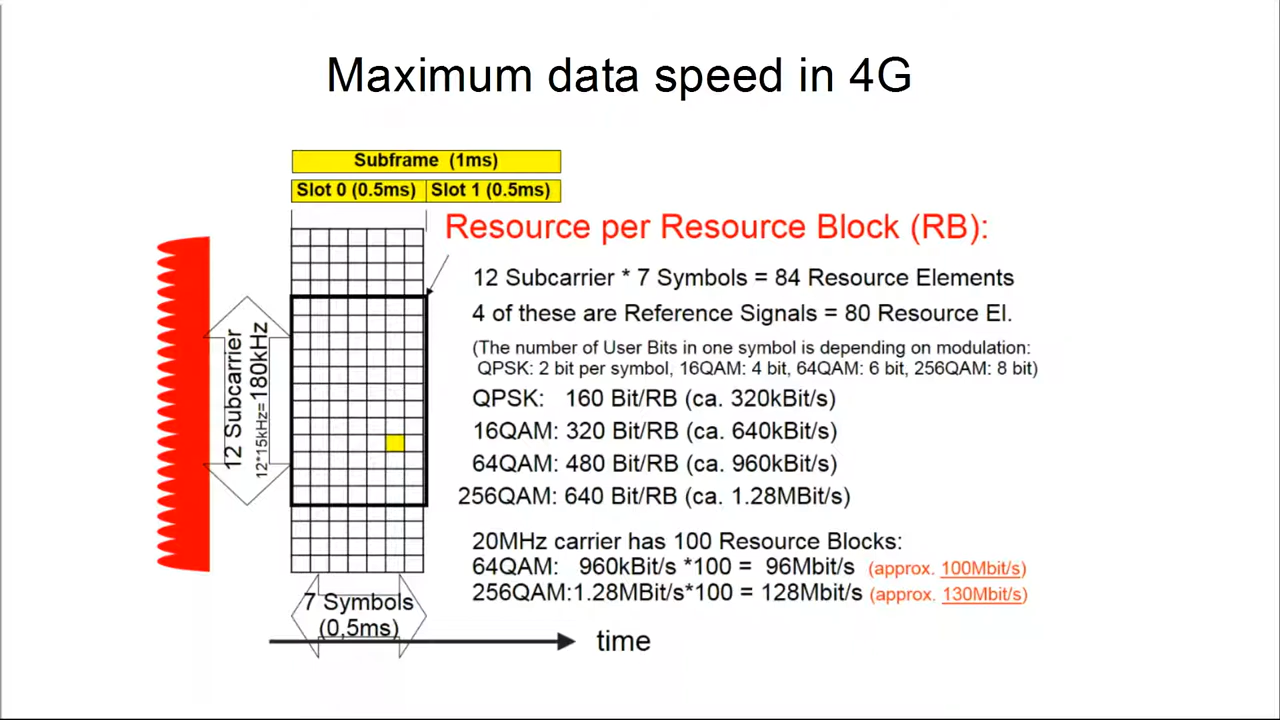 Maximum data speed in 4G
Subframe (1ms)
Slot 0 (0.5ms) Slot 1 (0.5ms)
Resource per Resource Block (RB):
12 Subcarrier * 7 Symbols = 84 Resource Elements
4 of these are Reference Signals = 80 Resource El.
(The number of User Bits in one symbol is depending on modulation:
QPSK: 2 bit per symbol, 16QAM: 4 bit, 64QAM: 6 bit, 256QAM: 8 bit)
QPSK: 160 Bit/RB (ca. 320kBit/s)
16QAM: 320 Bit/RB (ca. 640kBit/s)
64QAM: 480 Bit/RB (ca. 960kBit/s)
256QAM: 640 Bit/RB (ca. 1.28MBit/s)
20MHz carrier has 100 Resource Blocks:
64QAM: 960kBit/s *100 = 96Mbit/s (approx. 100Mbit/s)
256QAM:1.28MBit/s*100 = 128Mbit/s (approx. 130Mbit/s)
12 Subcarrier
12*15kHz=180kHz
7 Symbols
(0,5ms)
time